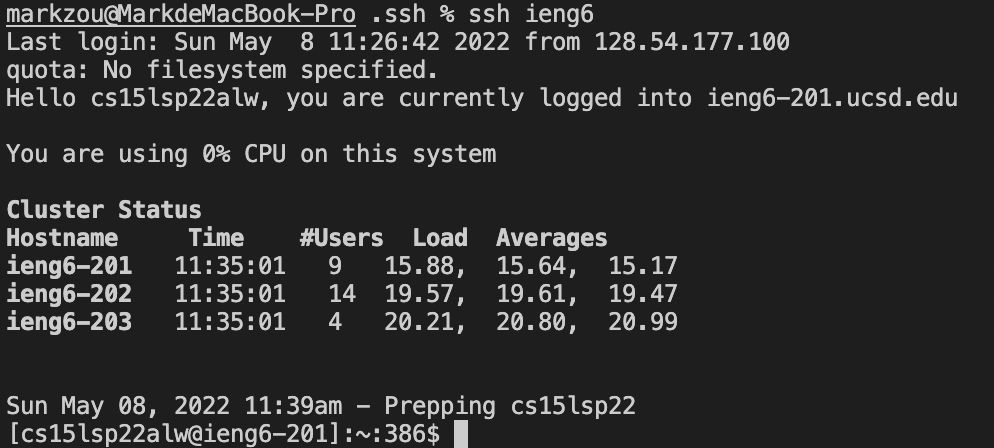 markzou@MarkdeMacBook-Pro .ssh % ssh ieng6
Last login: Sun May  8 11:26:42 2022 from 128.54.177.100
quota: No filesystem specified.
Hello cs15lsp22alw, you are currently logged into ieng6-201.ucsd.edu
You are using 0% CPU on this system
Cluster Status
Hostname     Time    #Users  Load  Averages
ieng6-201   11:35:01   9   15.88,  15.64,  15.17
ieng6-202   11:35:01   14  19.57,  19.61,  19.47
ieng6-203   11:35:01   4   20.21,  20.80,  20.99
Sun May 08, 2022 11:39am - Prepping cs15lsp22
[cs15lsp22alw@ieng6-201]:~:386$